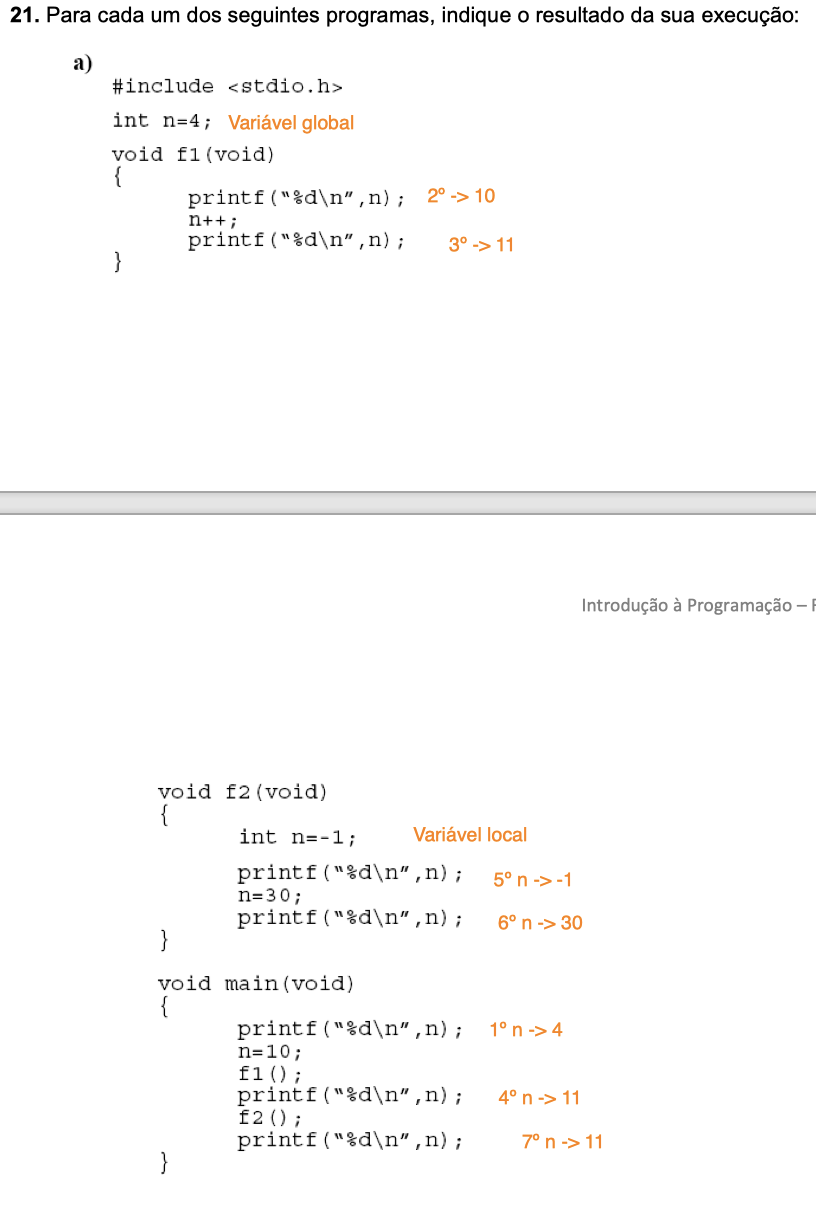 21. Para cada um dos seguintes programas, indique o resultado da sua execução:
a)
#include <stdio.h>
int n=4; Variável global
void f1(void)
{
printf(“%d\n”,n); 2º -> 10
n++;
printf(“%d\n”,n); 3º -> 11
}
Introdução à Programação –
void f2(void)
{
int n=-1; Variável local
printf(“%d\n”,n); 5º n -> -1
n=30;
printf(“%d\n”,n); 6º n -> 30
}
void main(void)
{
printf(“%d\n”,n); 1º n -> 4
n=10;
f1();
printf(“%d\n”,n); 4º n -> 11
f2();
printf(“%d\n”,n); 7º n -> 11
}